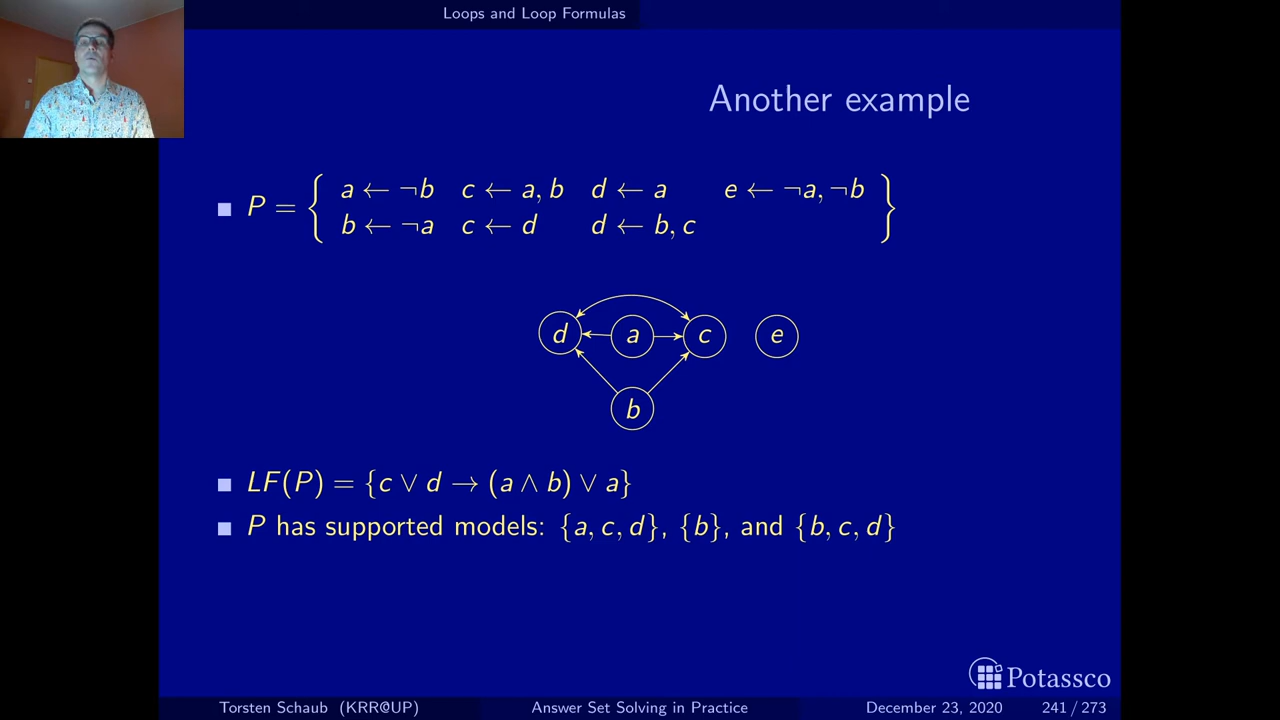 Loops and Loop Formulas
Another example
■ P = { a ← ¬b c ← a, b d ← a e ← ¬a, ¬b
b ← ¬a c ← d d ← b, c }
d a c e
b
■ LF(P) = {c ∨ d → (a ∧ b) ∨ a}
■ P has supported models: {a, c, d}, {b}, and {b, c, d}
Potassco
Torsten Schaub (KRR@UP) Answer Set Solving in Practice December 23, 2020 241 / 273